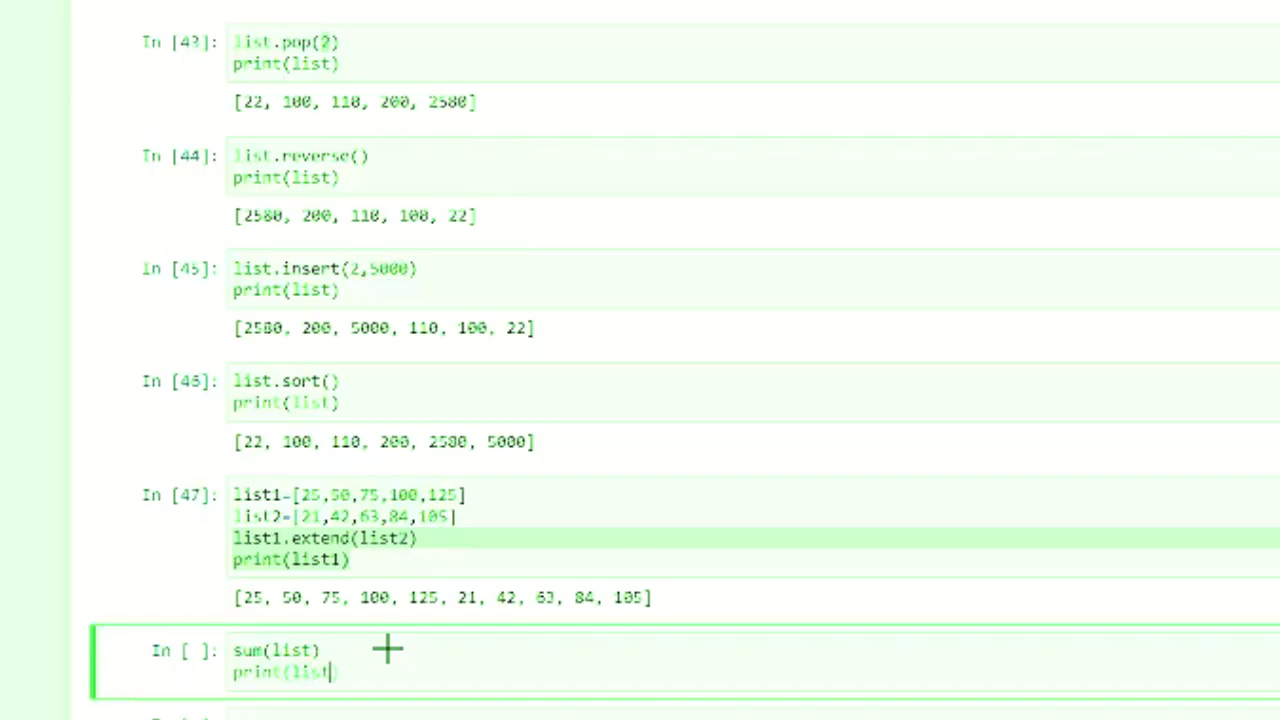 In [43]: list.pop(2)
print(list)
[22, 100, 110, 200, 2580]
In [44]: list.reverse()
print(list)
[2580, 200, 110, 100, 22]
In [45]: list.insert(2,5000)
print(list)
[2580, 200, 5000, 110, 100, 22]
In [46]: list.sort()
print(list)
[22, 100, 110, 200, 2580, 5000]
In [47]: list1=[25,50,75,100,125]
list2=[21,42,63,84,105]
list1.extend(list2)
print(list1)
[25, 50, 75, 100, 125, 21, 42, 63, 84, 105]
In [ ]: sum(list)
print(list)